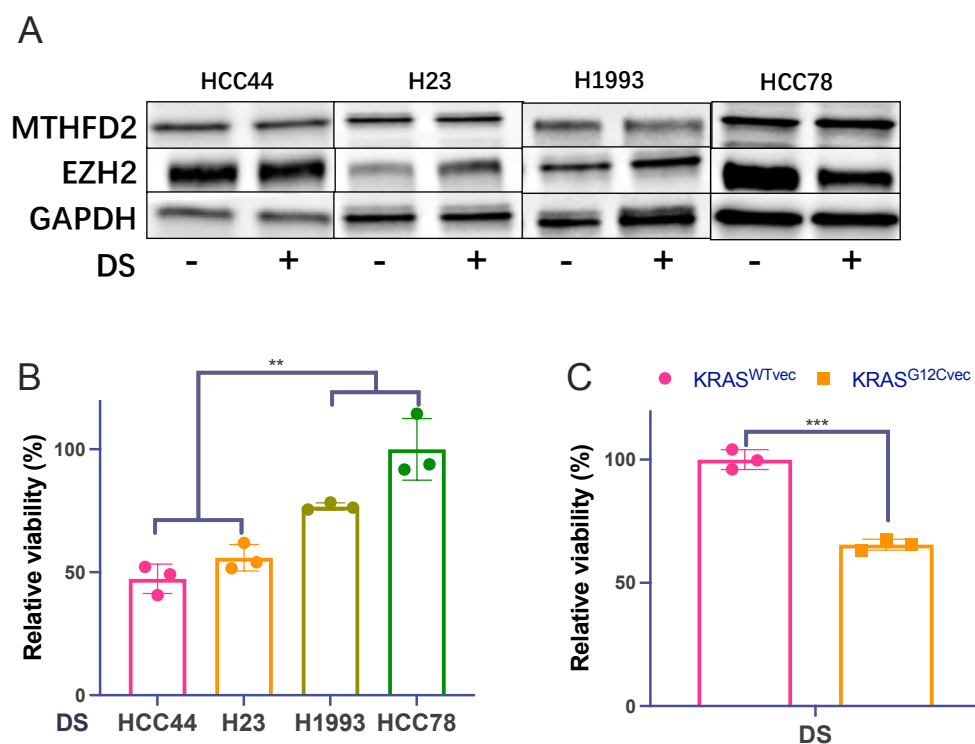 A
HCC44 H23 H1993 HCC78
MTHFD2
EZH2
GAPDH
DS - + - + - + - +
B
**
Relative viability (%)
100
50
0
DS HCC44 H23 H1993 HCC78
C
KRASWTvec KRASG12Cvec
***
Relative viability (%)
100
50
0
DS